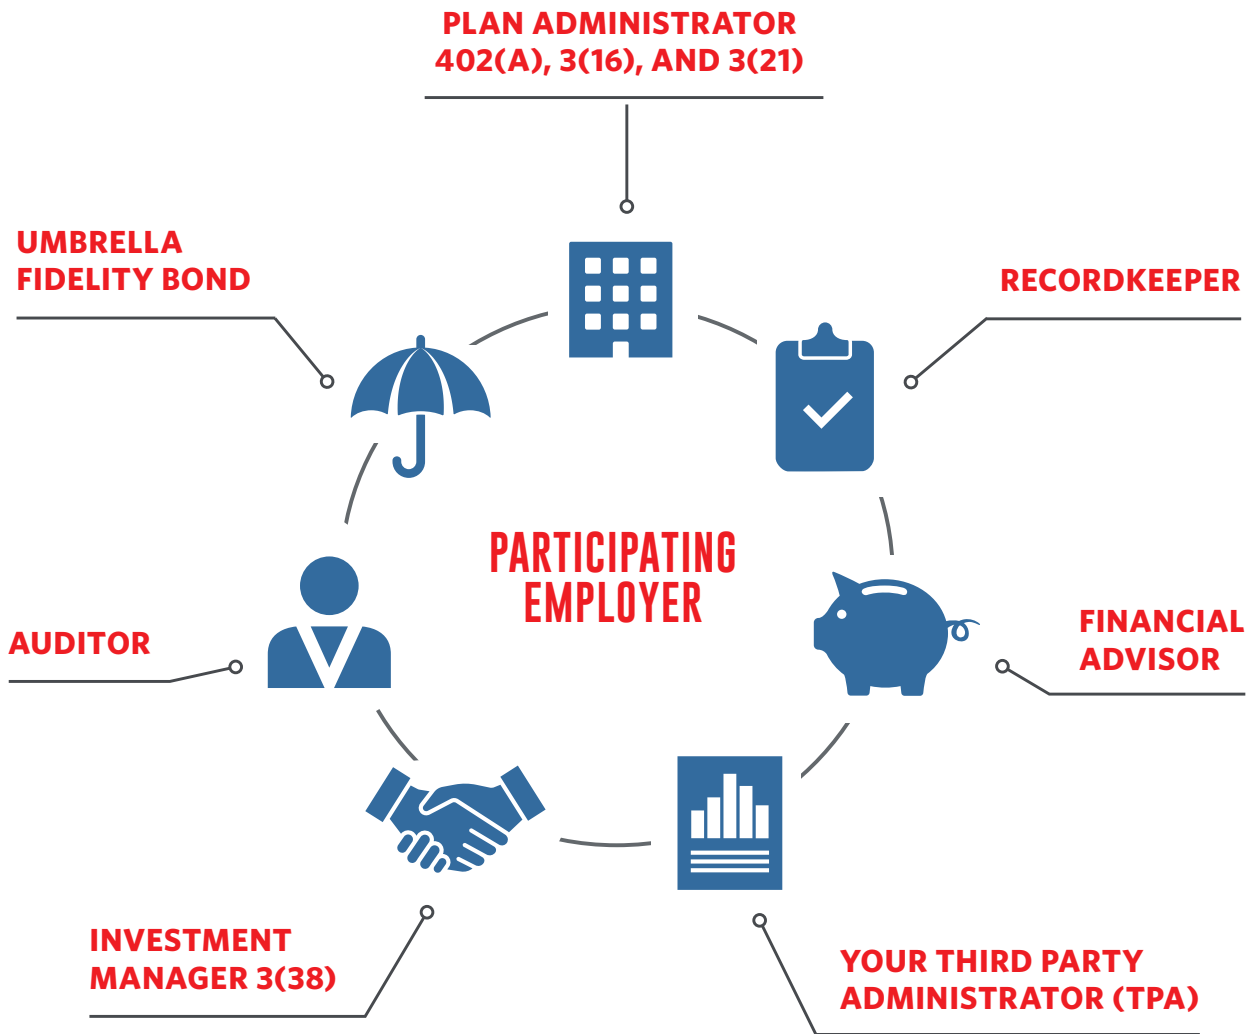 PLAN ADMINISTRATOR
402(A), 3(16), AND 3(21)
UMBRELLA
FIDELITY BOND
RECORDKEEPER
PARTICIPATING
EMPLOYER
AUDITOR
FINANCIAL
ADVISOR
INVESTMENT
MANAGER 3(38)
YOUR THIRD PARTY
ADMINISTRATOR (TPA)